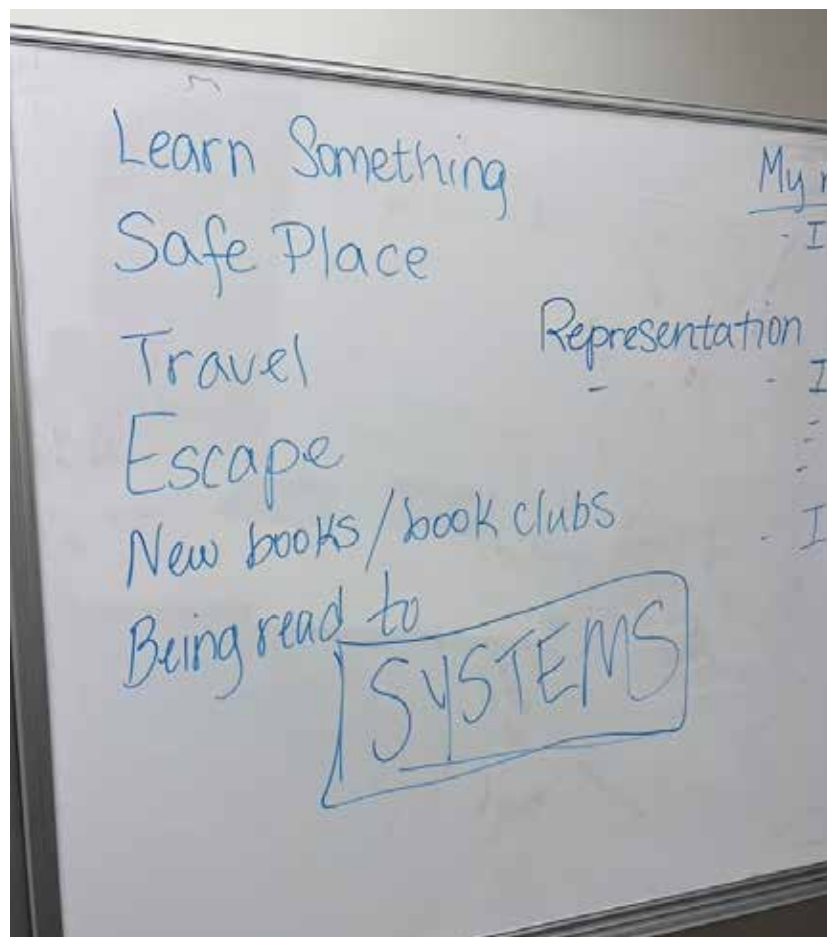 Learn Something
Safe Place
Travel
Escape
New books/book clubs
Being read to
SYSTEMS
Representation
-
My
- I
- I
-
-
- I